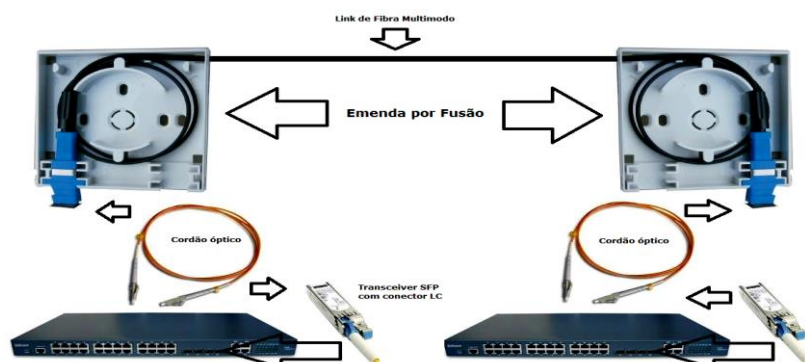 Link de Fibra Multimodo
Emenda por Fusão
Cordão óptico
Cordão óptico
Transceiver SFP
com conector LC